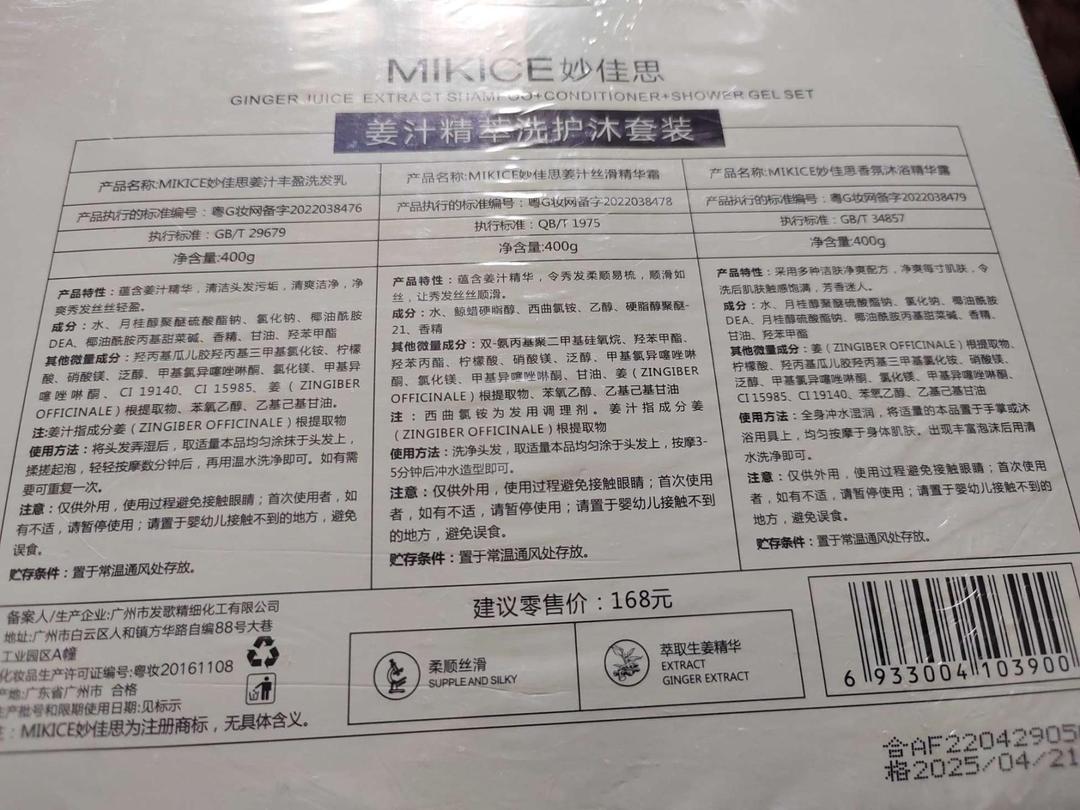 MIKICE妙佳思
GINGER JUICE EXTRACT SHAMPOO+CONDITIONER+SHOWER GEL SET
姜汁精萃洗护沐套装
产品名称:MIKICE妙佳思姜汁丰盈洗发乳
产品执行的标准编号：粤G妆网备字2022038476
执行标准：GB/T 29679
净含量:400g
产品特性：蕴含姜汁精华，清洁头发污垢，清爽洁净，净
爽秀发丝丝轻盈。
成分：水、月桂醇聚醚硫酸酯钠、氯化钠、椰油酰胺
DEA、椰油酰胺丙基甜菜碱、香精、甘油、羟苯甲酯
其他微量成分：羟丙基瓜儿胶羟丙基三甲基氯化铵、柠檬
酸、硝酸镁、泛醇、甲基氯异噻唑啉酮、氯化镁、甲基异
噻唑啉酮、CI 19140、CI 15985、姜（ZINGIBER
OFFICINALE）根提取物、苯氧乙醇、乙基己基甘油。
注:姜汁指成分姜（ZINGIBER OFFICINALE）根提取物
使用方法：将头发弄湿后，取适量本品均匀涂抹于头发上，
揉搓起泡，轻轻按摩数分钟后，再用温水洗净即可。如有需
要可重复一次。
注意：仅供外用，使用过程避免接触眼睛；首次使用者，如
有不适，请暂停使用；请置于婴幼儿接触不到的地方，避免
误食。
贮存条件：置于常温通风处存放。
产品名称:MIKICE妙佳思姜汁丝滑精华霜
产品执行的标准编号：粤G妆网备字2022038478
执行标准：QB/T 1975
净含量:400g
产品特性：蕴含姜汁精华，令秀发柔顺易梳，顺滑如
丝，让秀发丝丝顺滑。
成分：水、鲸蜡硬脂醇、西曲氯铵、乙醇、硬脂醇聚醚-
21、香精
其他微量成分：双-氨丙基聚二甲基硅氧烷、羟苯甲酯、
羟苯丙酯、柠檬酸、硝酸镁、泛醇、甲基氯异噻唑啉
酮、氯化镁、甲基异噻唑啉酮、甘油、姜（ZINGIBER
OFFICINALE）根提取物、苯氧乙醇、乙基己基甘油
注：西曲氯铵为发用调理剂。姜汁指成分姜
（ZINGIBER OFFICINALE）根提取物
使用方法：洗净头发，取适量本品均匀涂于头发上，按摩3-
5分钟后冲水造型即可。
注意：仅供外用，使用过程避免接触眼睛；首次使用
者，如有不适，请暂停使用；请置于婴幼儿接触不到
的地方，避免误食。
贮存条件：置于常温通风处存放。
产品名称:MIKICE妙佳思香氛沐浴精华露
产品执行的标准编号：粤G妆网备字2022038479
执行标准：GB/T 34857
净含量:400g
产品特性：采用多种洁肤净爽配方，净爽每寸肌肤，令
洗后肌肤触感饱满，芳香迷人。
成分：水、月桂醇聚醚硫酸酯钠、氯化钠、椰油酰胺
DEA、月桂醇硫酸酯钠、椰油酰胺丙基甜菜碱、香精、
甘油、羟苯甲酯
其他微量成分：姜（ZINGIBER OFFICINALE）根提取物、
柠檬酸、羟丙基瓜儿胶羟丙基三甲基氯化铵、硝酸镁、
泛醇、甲基氯异噻唑啉酮、氯化镁、甲基异噻唑啉酮、
CI 15985、CI 19140、苯氧乙醇、乙基己基甘油
使用方法：全身冲水湿润，将适量的本品置于手掌或沐
浴用具上，均匀按摩于身体肌肤。出现丰富泡沫后用清
水洗净即可。
注意：仅供外用，使用过程避免接触眼睛；首次使用
者，如有不适，请暂停使用；请置于婴幼儿接触不到的
地方，避免误食。
贮存条件：置于常温通风处存放。
备案人/生产企业:广州市发歌精细化工有限公司
地址:广州市白云区人和镇方华路自编88号大巷
工业园区A幢
化妆品生产许可证编号:粤妆20161108
产地:广东省广州市 合格
生产批号和限期使用日期:见标示
：MIKICE妙佳思为注册商标，无具体含义。
建议零售价：168元
柔顺丝滑
SUPPLE AND SILKY
萃取生姜精华
EXTRACT
GINGER EXTRACT
6 933004 103900
合AF22042905
格2025/04/21